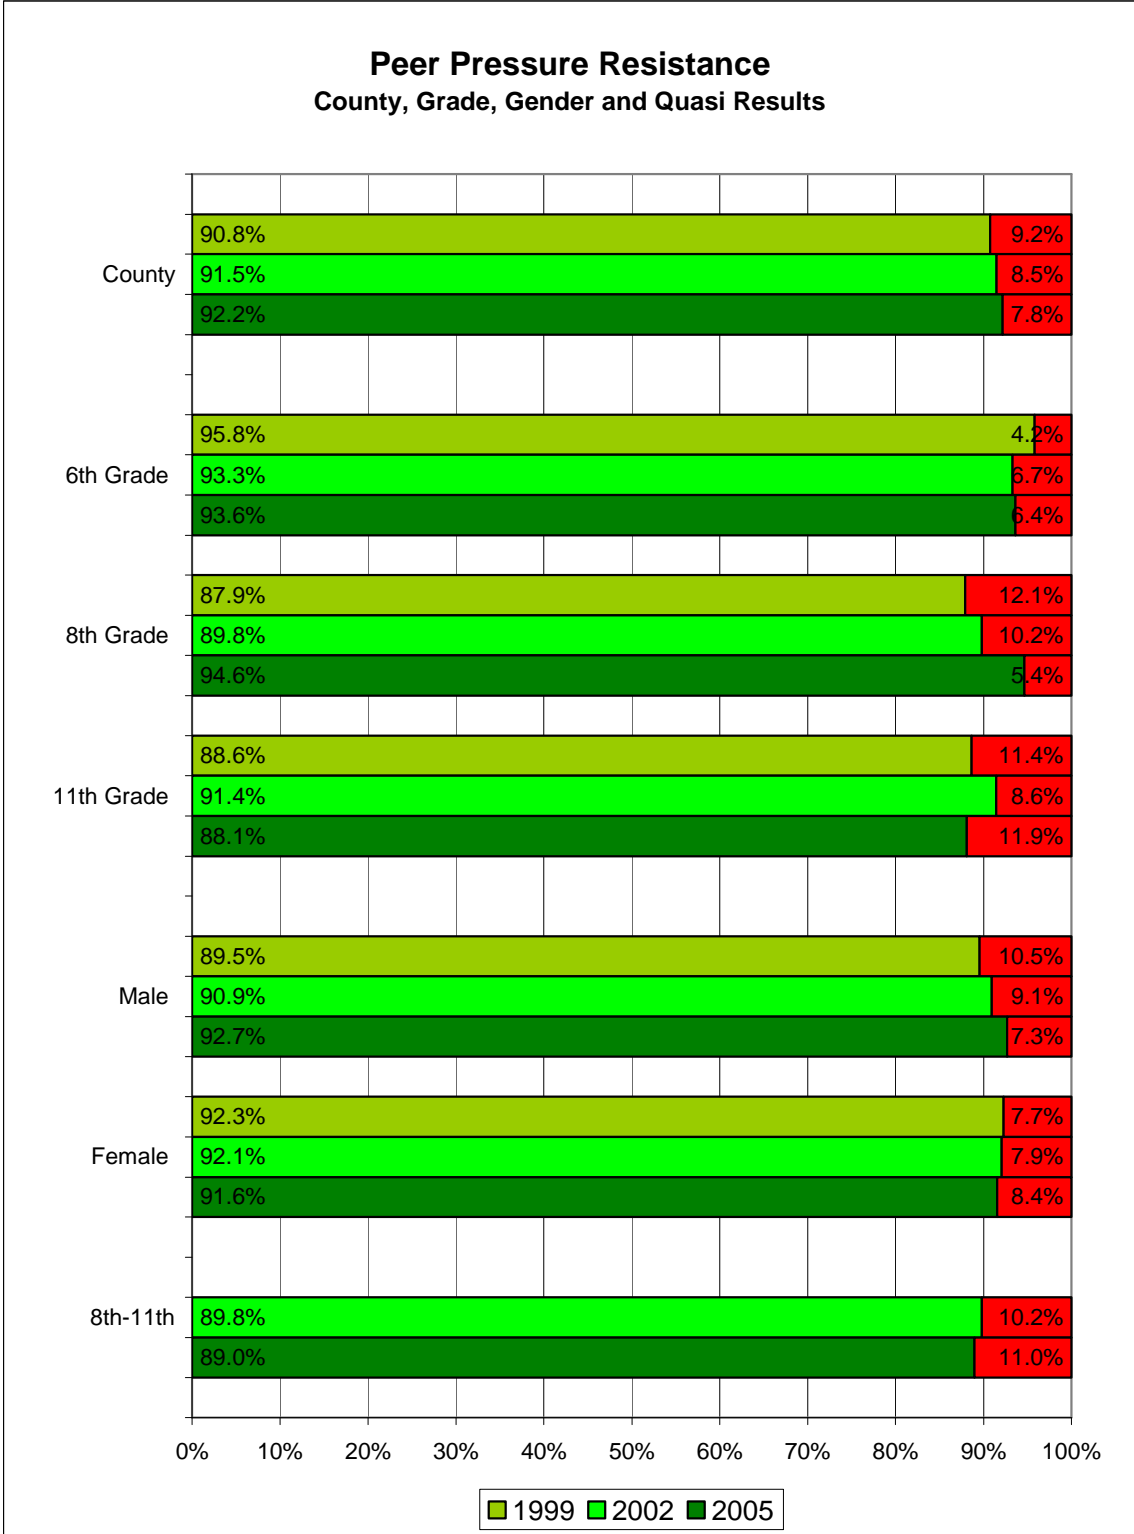 Peer Pressure Resistance
County, Grade, Gender and Quasi Results
90.8% 9.2%
County 91.5% 8.5%
92.2% 7.8%
95.8% 4.2%
6th Grade 93.3% 6.7%
93.6% 6.4%
87.9% 12.1%
8th Grade 89.8% 10.2%
94.6% 5.4%
88.6% 11.4%
11th Grade 91.4% 8.6%
88.1% 11.9%
89.5% 10.5%
Male 90.9% 9.1%
92.7% 7.3%
92.3% 7.7%
Female 92.1% 7.9%
91.6% 8.4%
8th-11th 89.8% 10.2%
89.0% 11.0%
0% 10% 20% 30% 40% 50% 60% 70% 80% 90% 100%
1999 2002 2005